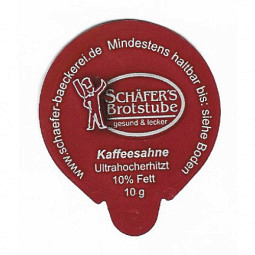 www.schaefer-baeckerei.de Mindestens haltbar bis: siehe Boden
SCHÄFER'S
Brotstube
gesund & lecker
Kaffeesahne
Ultrahocherhitzt
10% Fett
10 g